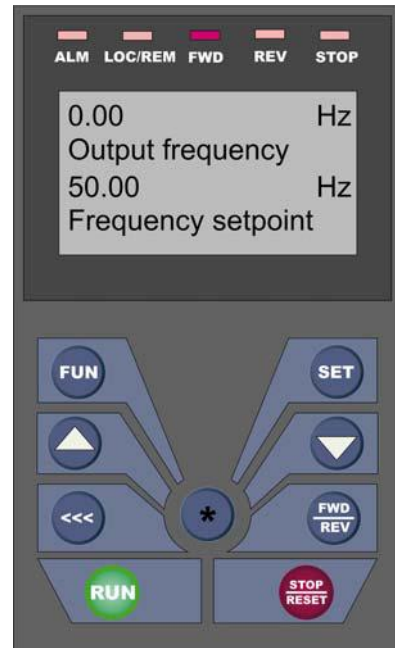 ALM LOC/REM FWD REV STOP
0.00 Hz
Output frequency
50.00 Hz
Frequency setpoint
FUN SET
<<< * FWD
REV
RUN STOP
RESET